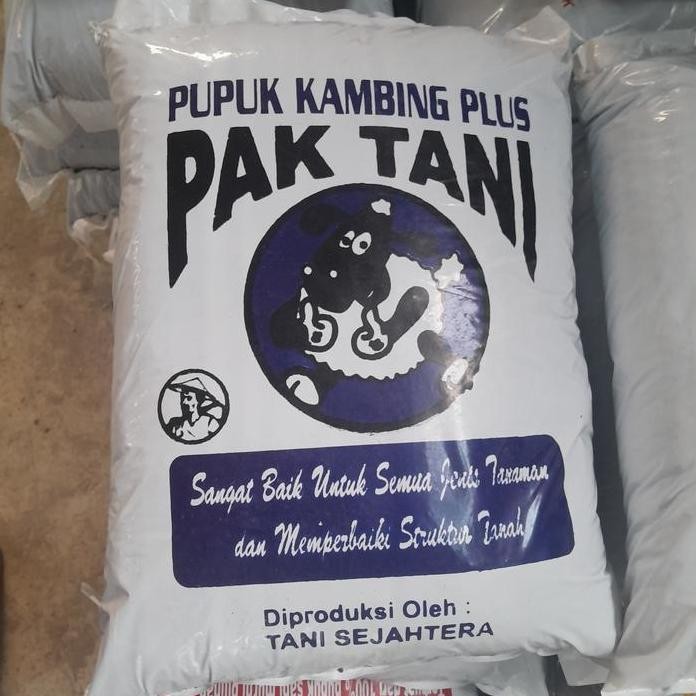 PUPUK KAMBING PLUS
PAK TANI
Sangat Baik Untuk Semua Jenis Tanaman
dan Memperbaiki Struktur Tanah
Diproduksi Oleh :
TANI SEJAHTERA